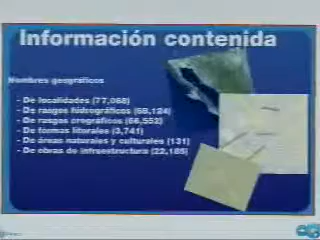 Información contenida
Nombres geográficos
- De localidades (77,068)
- De rasgos hidrográficos (68,124)
- De rasgos orográficos (66,552)
- De formas litorales (3,741)
- De áreas naturales y culturales (131)
- De obras de infraestructura (22,185)